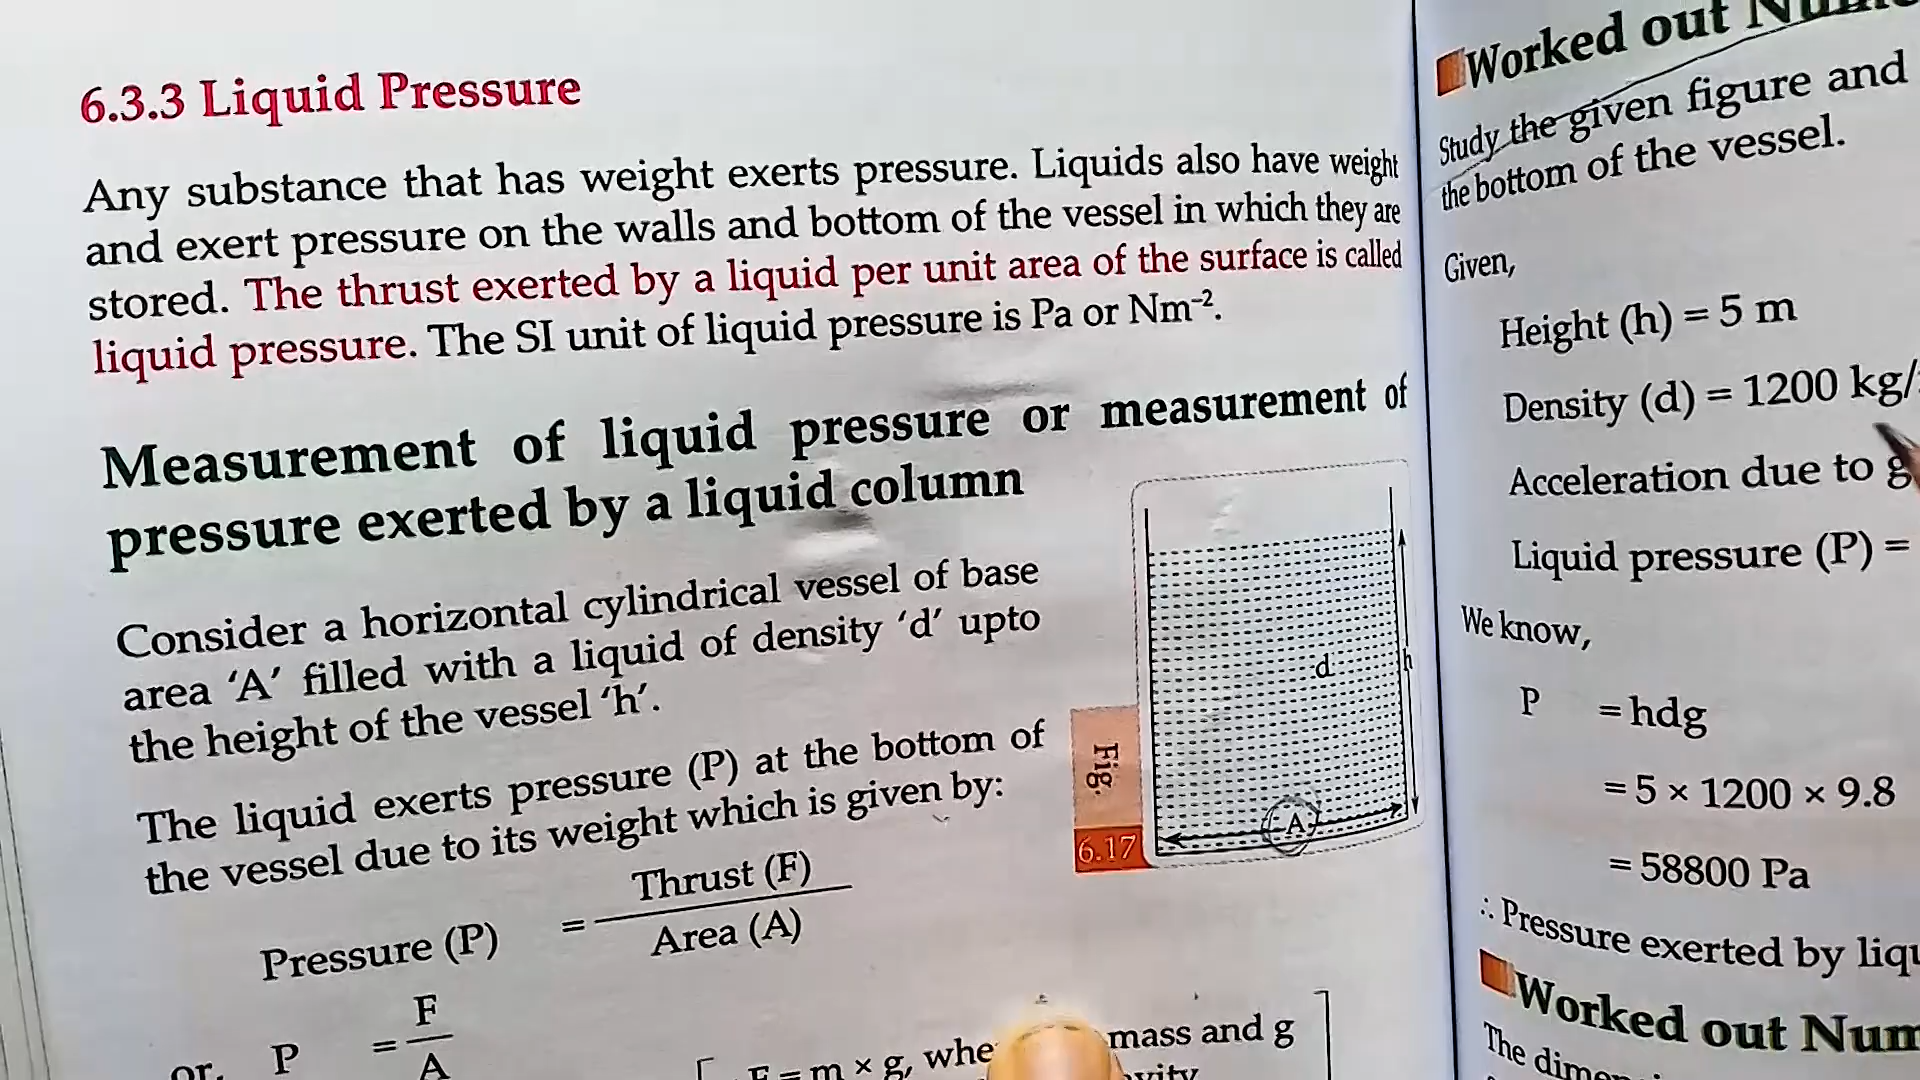 6.3.3 Liquid Pressure
Any substance that has weight exerts pressure. Liquids also have weight
and exert pressure on the walls and bottom of the vessel in which they are
stored. The thrust exerted by a liquid per unit area of the surface is called
liquid pressure. The SI unit of liquid pressure is Pa or Nm⁻².
Measurement of liquid pressure or measurement of
pressure exerted by a liquid column
Consider a horizontal cylindrical vessel of base
area ‘A’ filled with a liquid of density ‘d’ upto
the height of the vessel ‘h’.
The liquid exerts pressure (P) at the bottom of
the vessel due to its weight which is given by:
Pressure (P) = Thrust (F) / Area (A)
or, P = F / A
F = m × g, mass and g
d
h
A
Fig.
6.17
Worked out
Study the given figure and
the bottom of the vessel.
Given,
Height (h) = 5 m
Density (d) = 1200 kg/
Acceleration due to g
Liquid pressure (P) =
We know,
P = hdg
= 5 × 1200 × 9.8
= 58800 Pa
∴ Pressure exerted by
Worked out
The